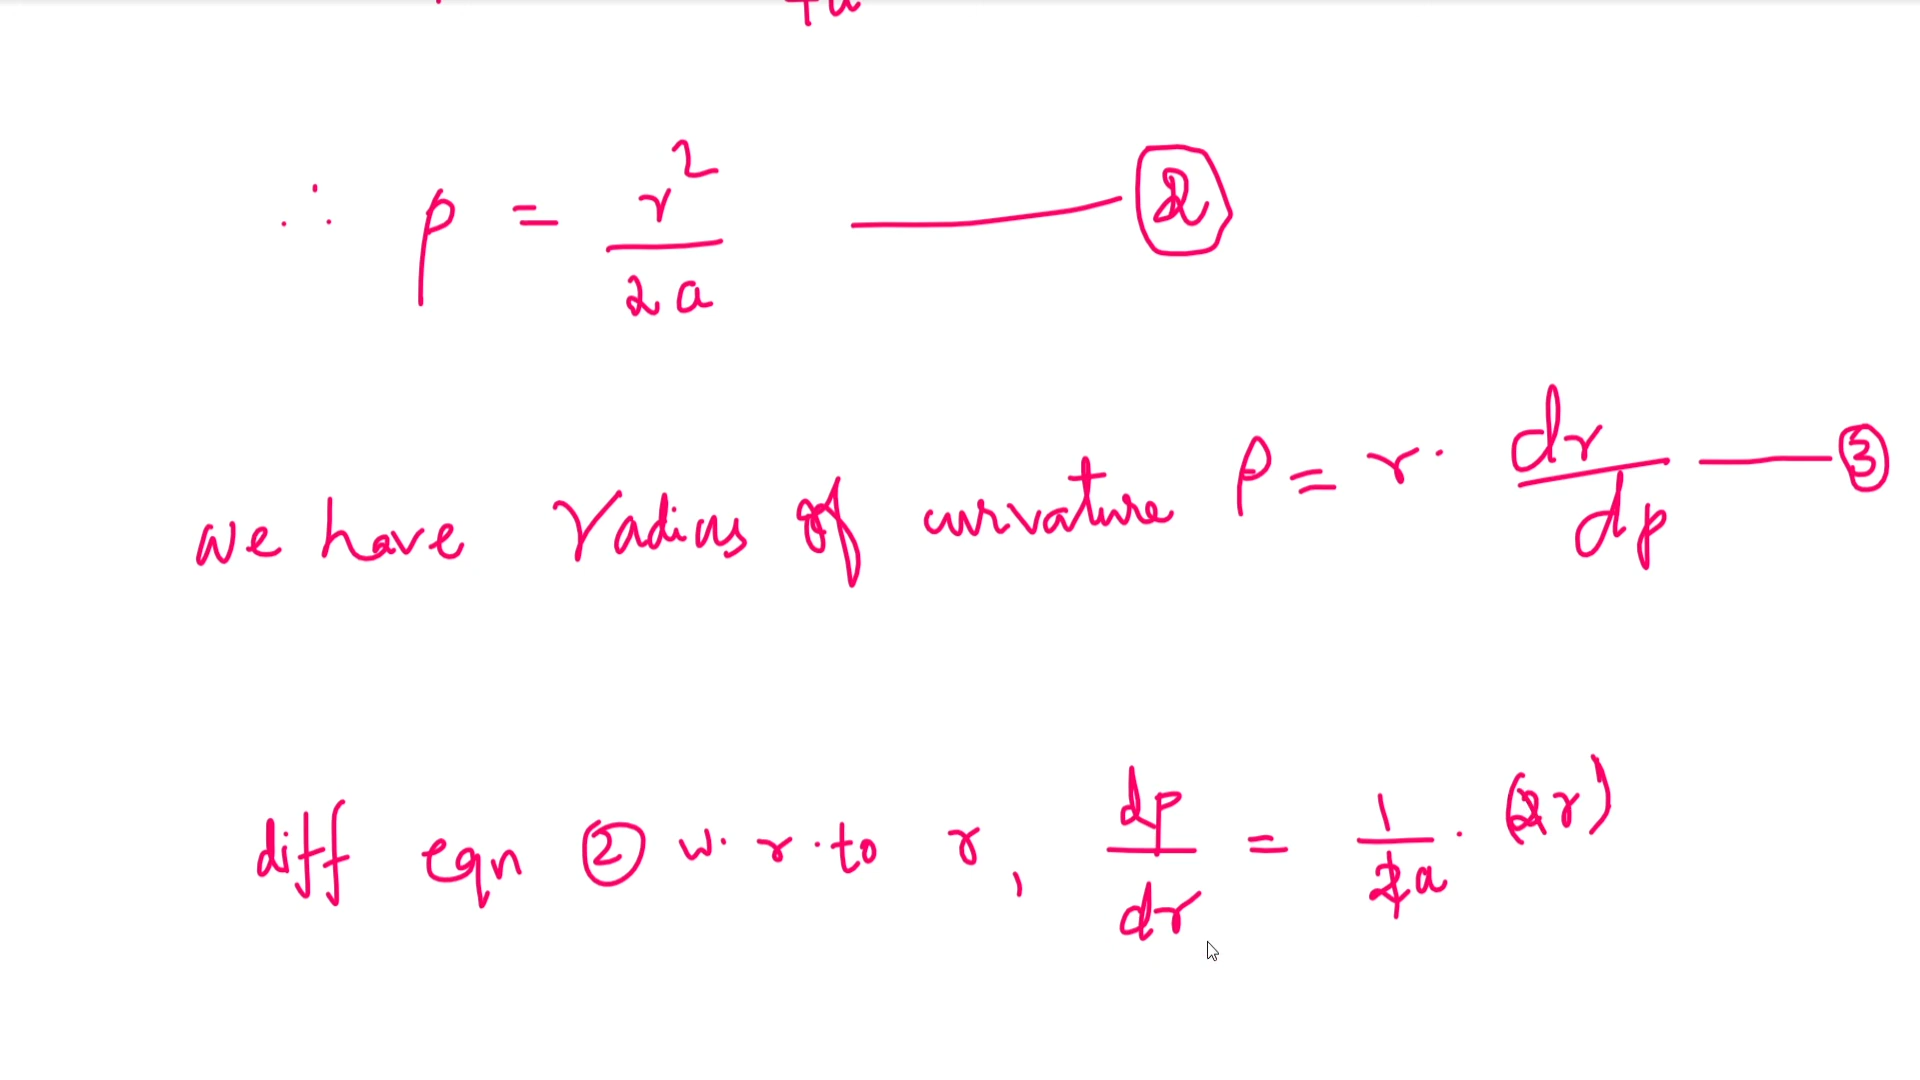 ∴ p = r²/2a ——— ②
we have radius of curvature ρ = r · dr/dp ——— ③
diff eqn ② w.r.to r, dp/dr = 1/2a · (2r)